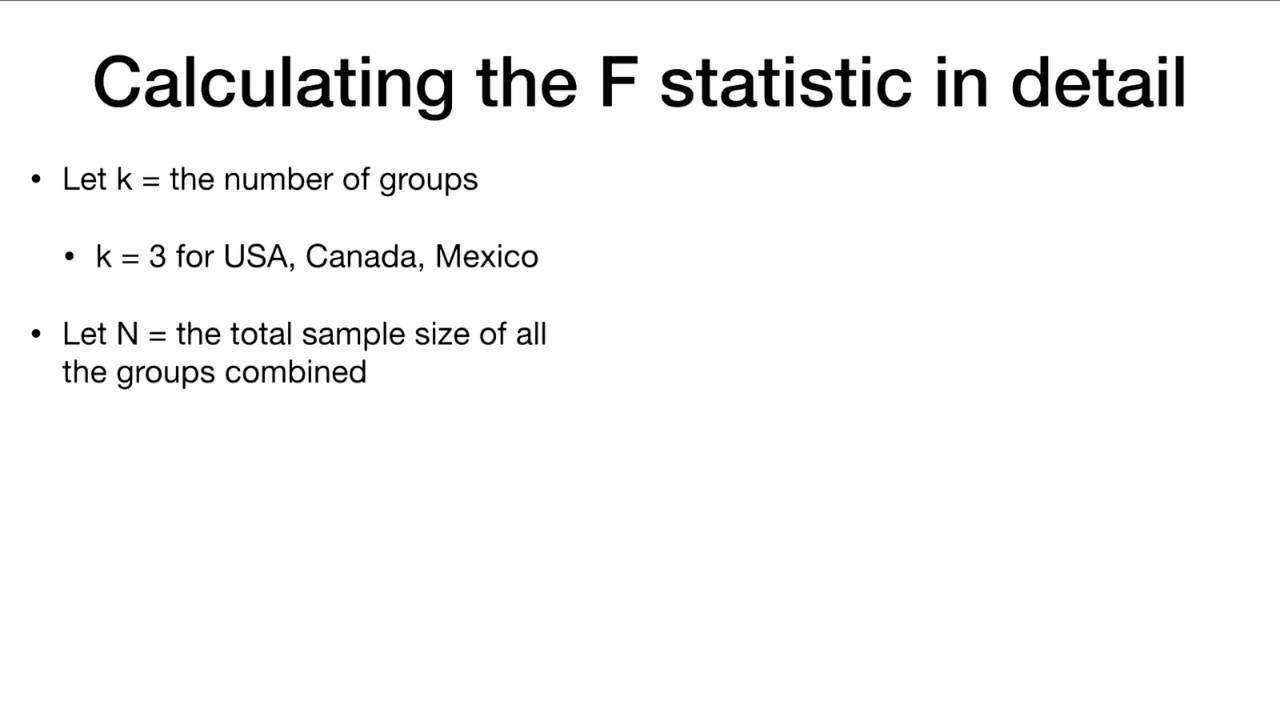 Calculating the F statistic in detail
• Let k = the number of groups
• k = 3 for USA, Canada, Mexico
• Let N = the total sample size of all
the groups combined